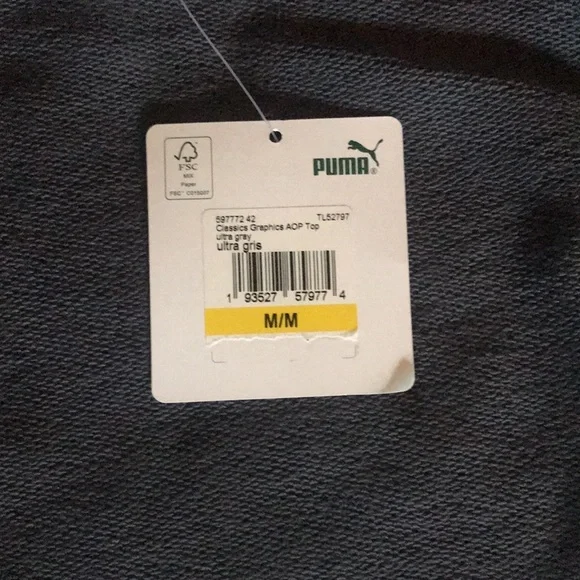 FSC
MIX
Paper
PUMA®
597772 42 TL52797
Classics Graphics AOP Top
ultra gray
ultra gris
1 93527 57977 4
M/M